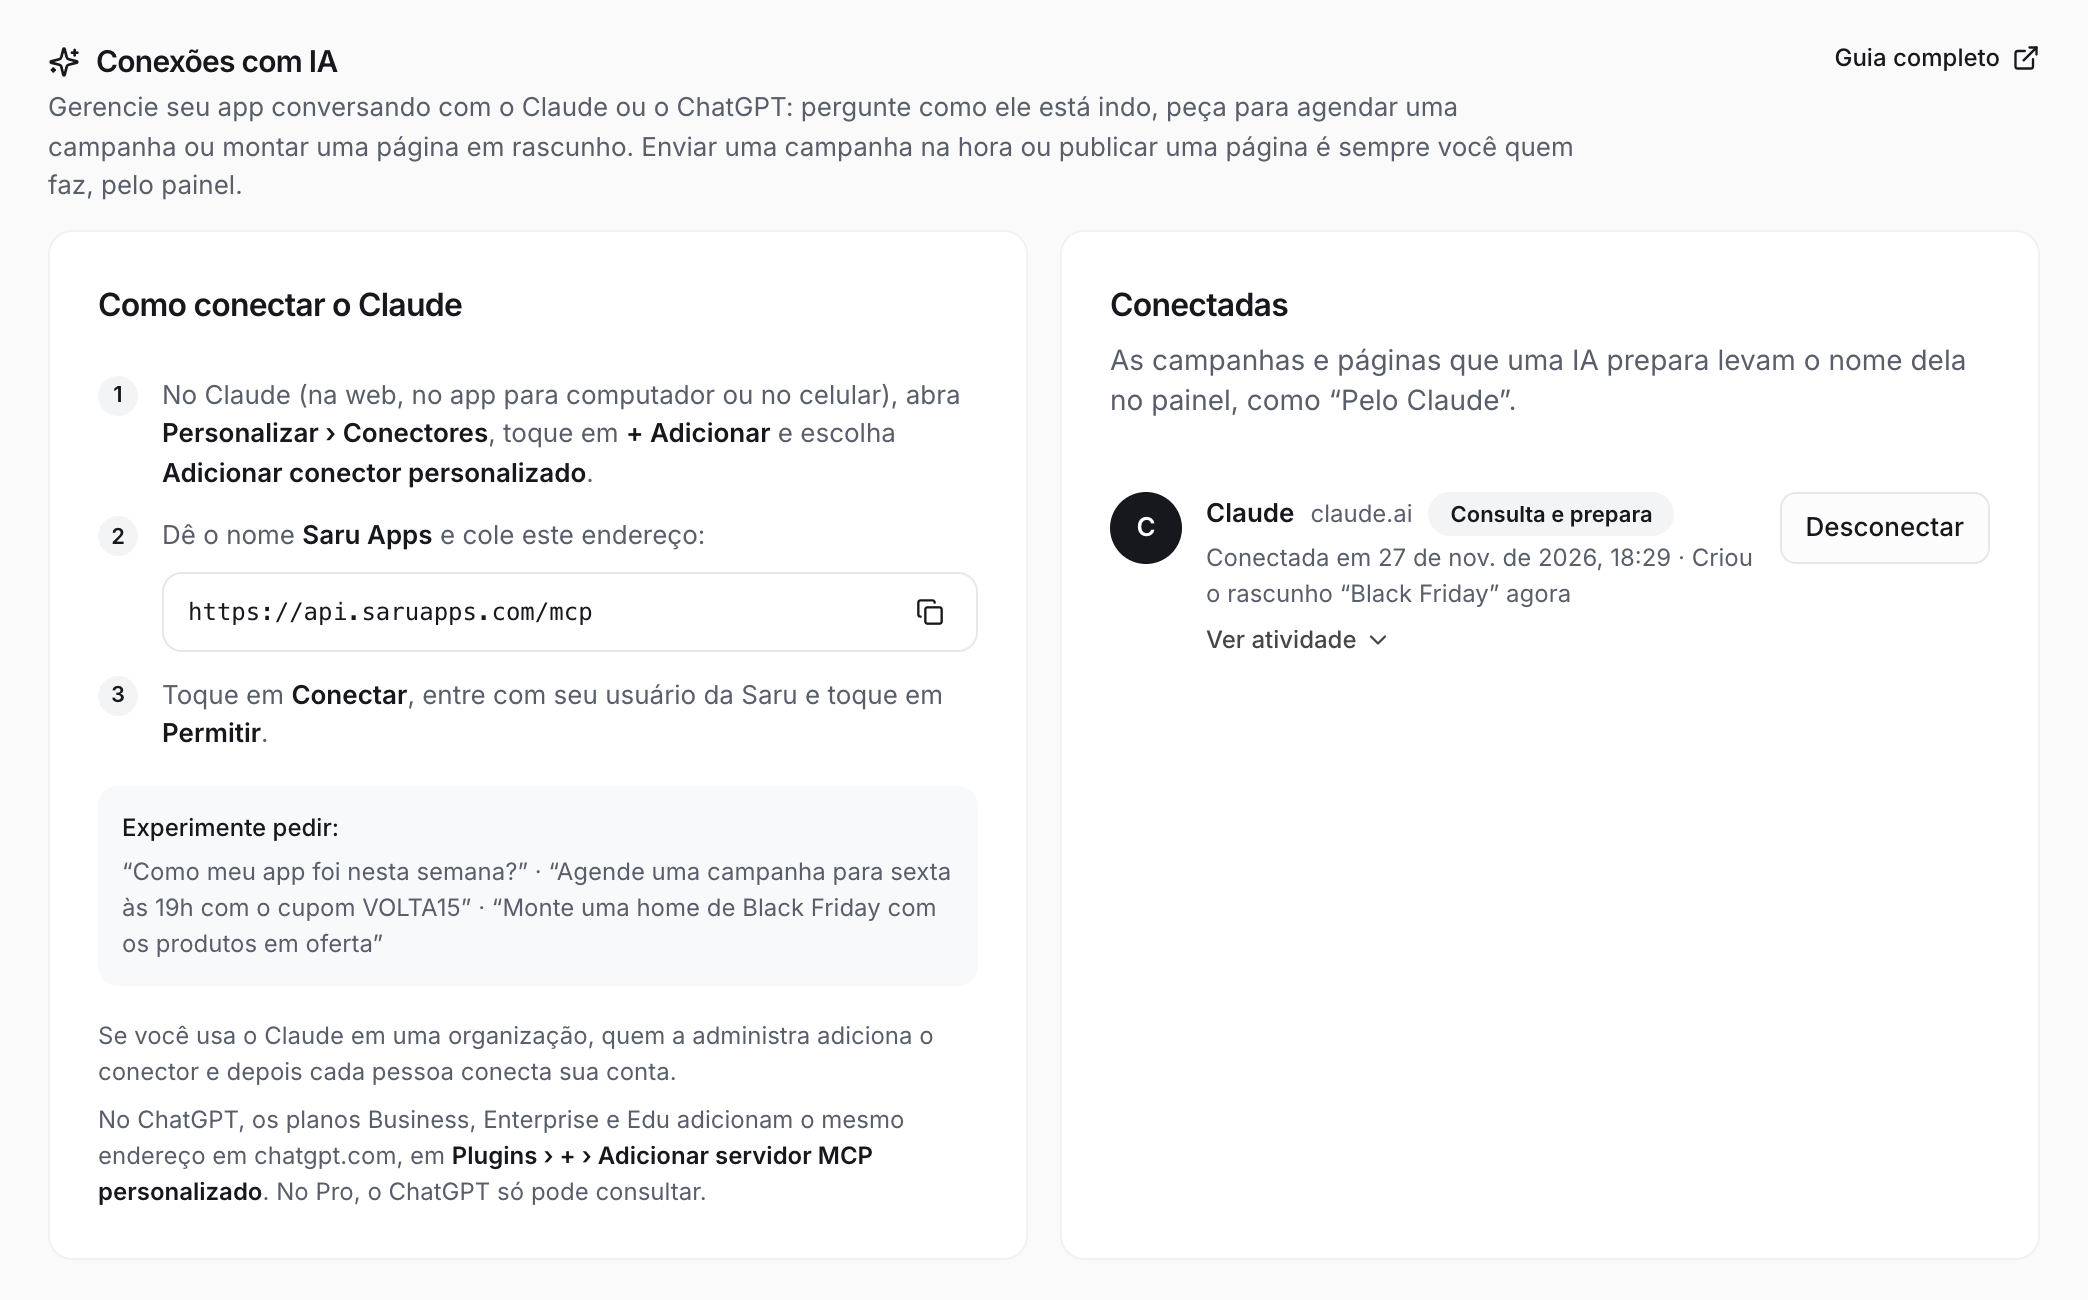 Conexões com IA
Guia completo
Gerencie seu app conversando com o Claude ou o ChatGPT: pergunte como ele está indo, peça para agendar uma
campanha ou montar uma página em rascunho. Enviar uma campanha na hora ou publicar uma página é sempre você quem
faz, pelo painel.
Como conectar o Claude
1 No Claude (na web, no app para computador ou no celular), abra
Personalizar › Conectores, toque em + Adicionar e escolha
Adicionar conector personalizado.
2 Dê o nome Saru Apps e cole este endereço:
https://api.saruapps.com/mcp
3 Toque em Conectar, entre com seu usuário da Saru e toque em
Permitir.
Experimente pedir:
“Como meu app foi nesta semana?” · “Agende uma campanha para sexta
às 19h com o cupom VOLTA15” · “Monte uma home de Black Friday com
os produtos em oferta”
Se você usa o Claude em uma organização, quem a administra adiciona o
conector e depois cada pessoa conecta sua conta.
No ChatGPT, os planos Business, Enterprise e Edu adicionam o mesmo
endereço em chatgpt.com, em Plugins › + › Adicionar servidor MCP
personalizado. No Pro, o ChatGPT só pode consultar.
Conectadas
As campanhas e páginas que uma IA prepara levam o nome dela
no painel, como “Pelo Claude”.
C
Claude claude.ai Consulta e prepara
Conectada em 27 de nov. de 2026, 18:29 · Criou
o rascunho “Black Friday” agora
Ver atividade
Desconectar